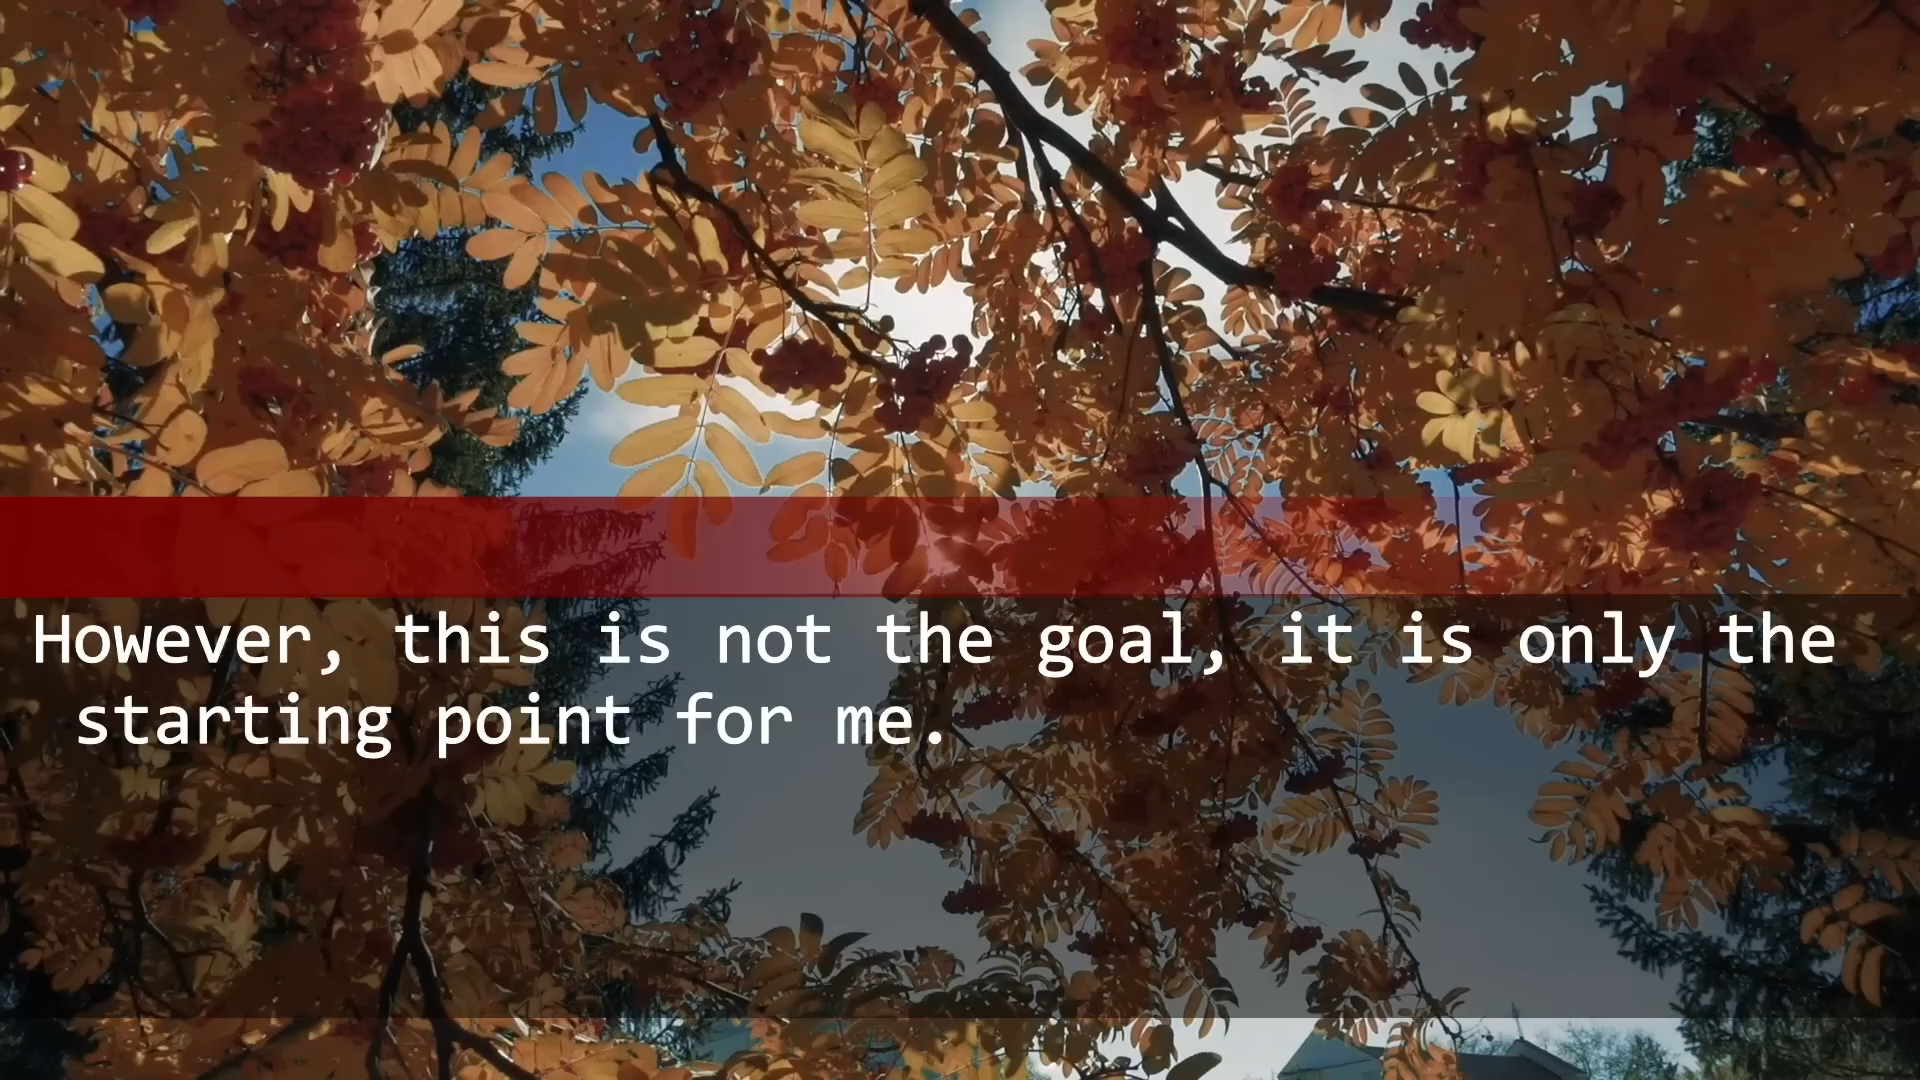 However, this is not the goal, it is only the
starting point for me.